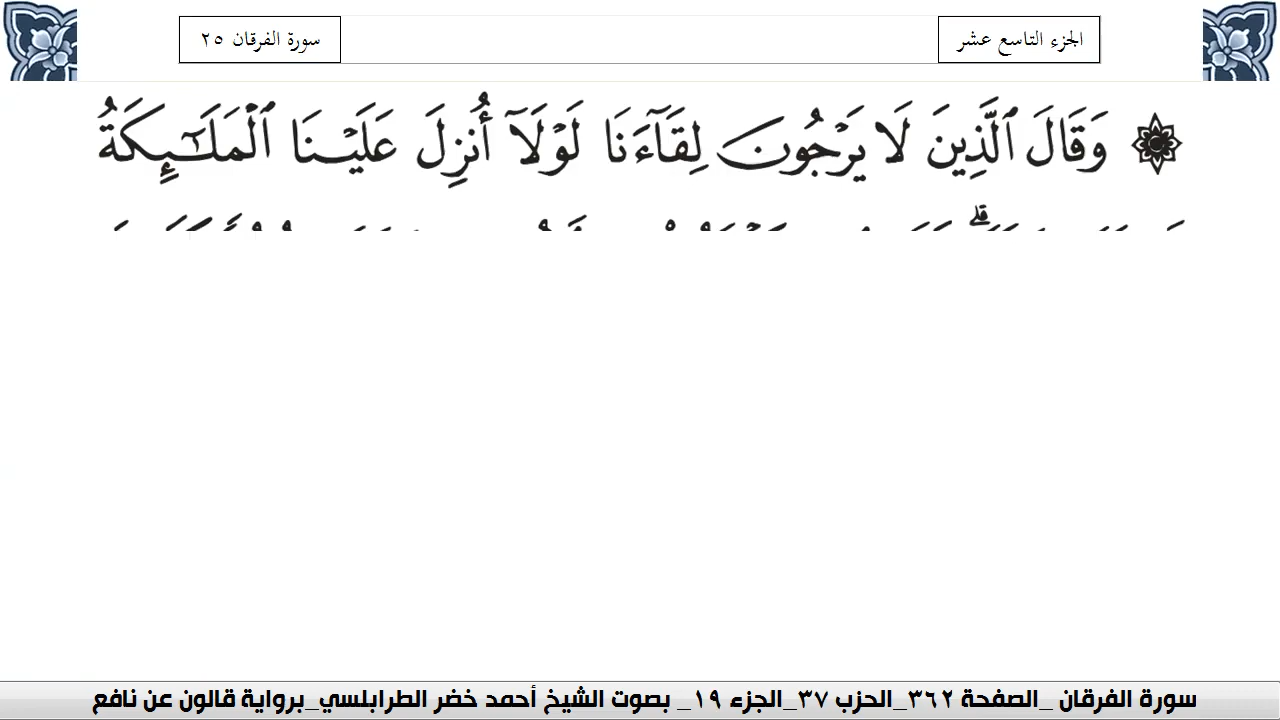 الجزء التاسع عشر
سورة الفرقان ٢٥
۞ وَقَالَ ٱلَّذِينَ لَا يَرْجُونَ لِقَآءَنَا لَوْلَآ أُنزِلَ عَلَيْنَا ٱلْمَلَٰٓئِكَةُ
سورة الفرقان _الصفحة ٣٦٢_الحزب ٣٧_الجزء ١٩_ بصوت الشيخ أحمد خضر الطرابلسي_برواية قالون عن نافع